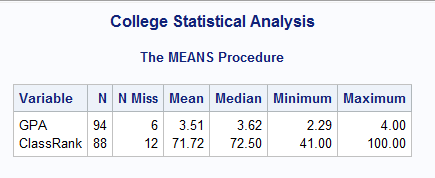 College Statistical Analysis
The MEANS Procedure
Variable N N Miss Mean Median Minimum Maximum
GPA 94 6 3.51 3.62 2.29 4.00
ClassRank 88 12 71.72 72.50 41.00 100.00